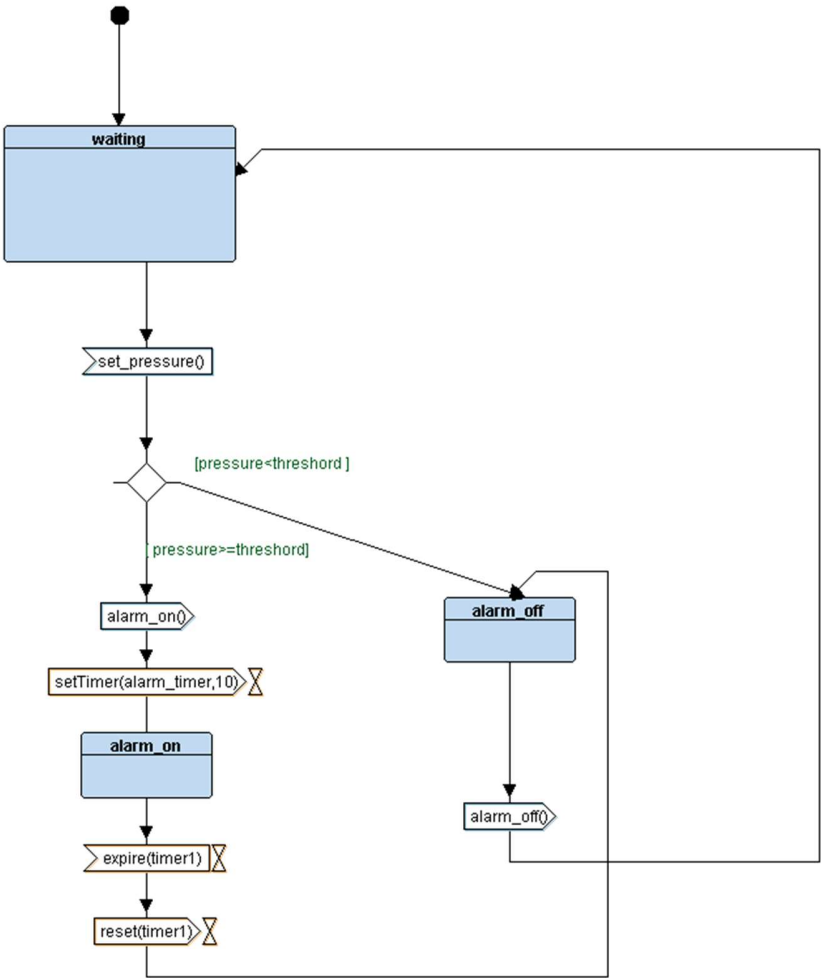 waiting
set_pressure()
[pressure<threshord ]
[ pressure>=threshord]
alarm_on()
alarm_off
setTimer(alarm_timer,10)
alarm_on
alarm_off()
expire(timer1)
reset(timer1)